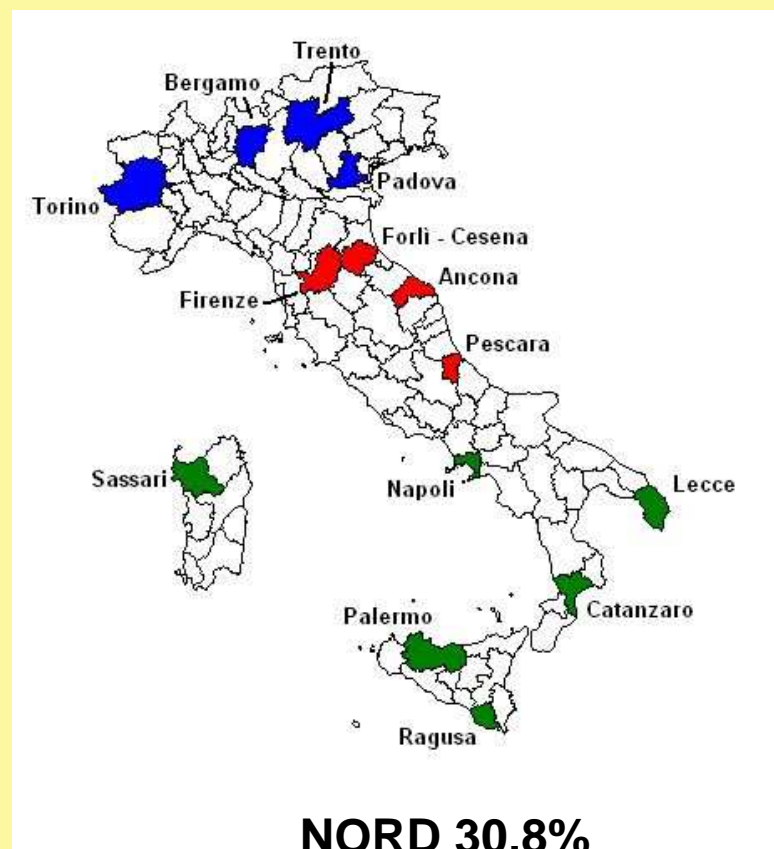 Trento
Bergamo
Padova
Torino
Forlì - Cesena
Ancona
Firenze
Pescara
Sassari
Napoli
Lecce
Catanzaro
Palermo
Ragusa
NORD 30.8%